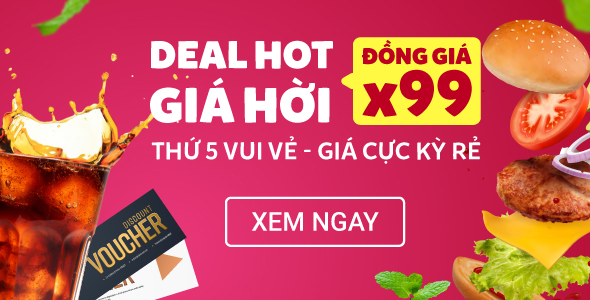 DEAL HOT
GIÁ HỜI
ĐỒNG GIÁ
x99
THỨ 5 VUI VẺ - GIÁ CỰC KỲ RẺ
XEM NGAY
DISCOUNT
VOUCHER